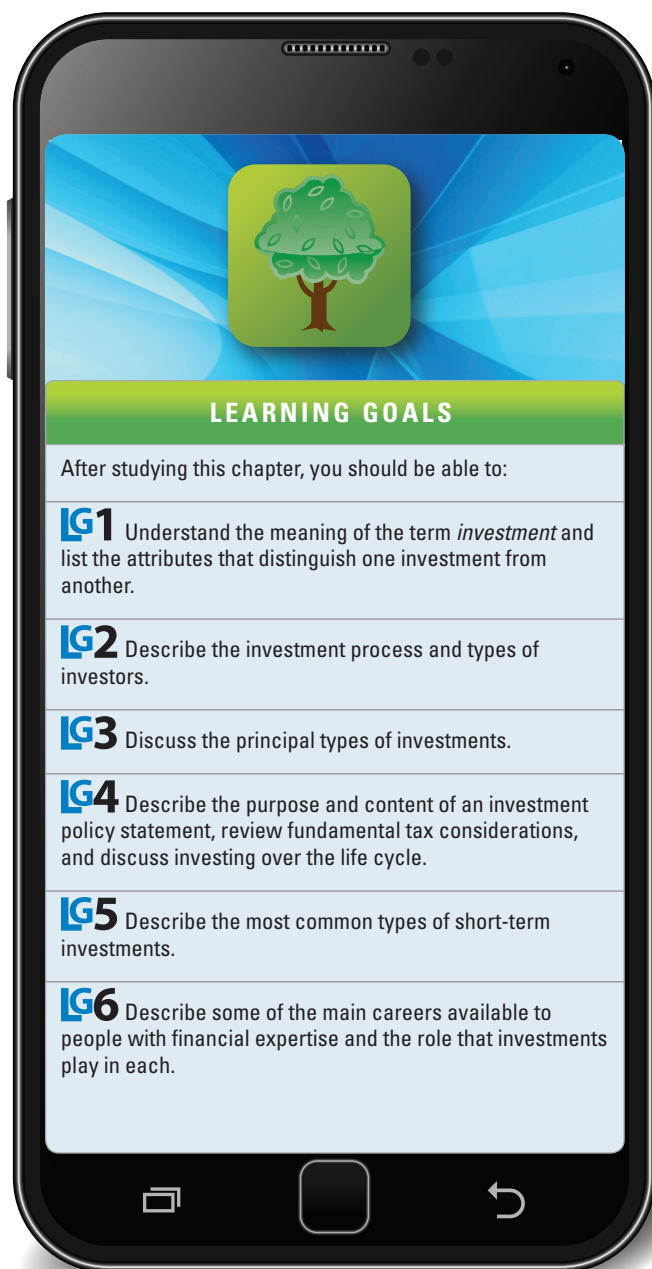 LEARNING GOALS
After studying this chapter, you should be able to:
LG1 Understand the meaning of the term investment and
list the attributes that distinguish one investment from
another.
LG2 Describe the investment process and types of
investors.
LG3 Discuss the principal types of investments.
LG4 Describe the purpose and content of an investment
policy statement, review fundamental tax considerations,
and discuss investing over the life cycle.
LG5 Describe the most common types of short-term
investments.
LG6 Describe some of the main careers available to
people with financial expertise and the role that investments
play in each.